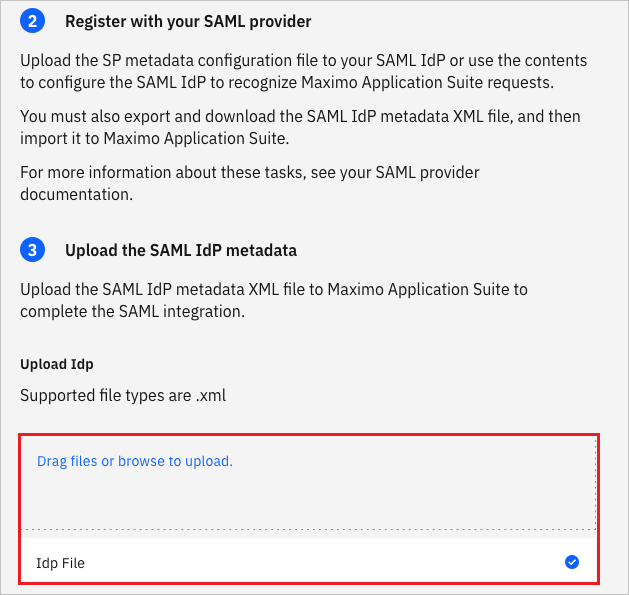 2 Register with your SAML provider
Upload the SP metadata configuration file to your SAML IdP or use the contents
to configure the SAML IdP to recognize Maximo Application Suite requests.
You must also export and download the SAML IdP metadata XML file, and then
import it to Maximo Application Suite.
For more information about these tasks, see your SAML provider
documentation.
3 Upload the SAML IdP metadata
Upload the SAML IdP metadata XML file to Maximo Application Suite to
complete the SAML integration.
Upload Idp
Supported file types are .xml
Drag files or browse to upload.
Idp File